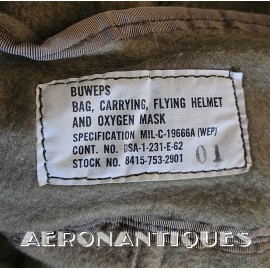 BUWEPS
BAG, CARRYING, FLYING HELMET
AND OXYGEN MASK
SPECIFICATION MIL-C-19666A (WEP)
CONT. NO. DSA-1-231-E-62
STOCK NO. 8415-753-2901
01
AERONANTIQUES